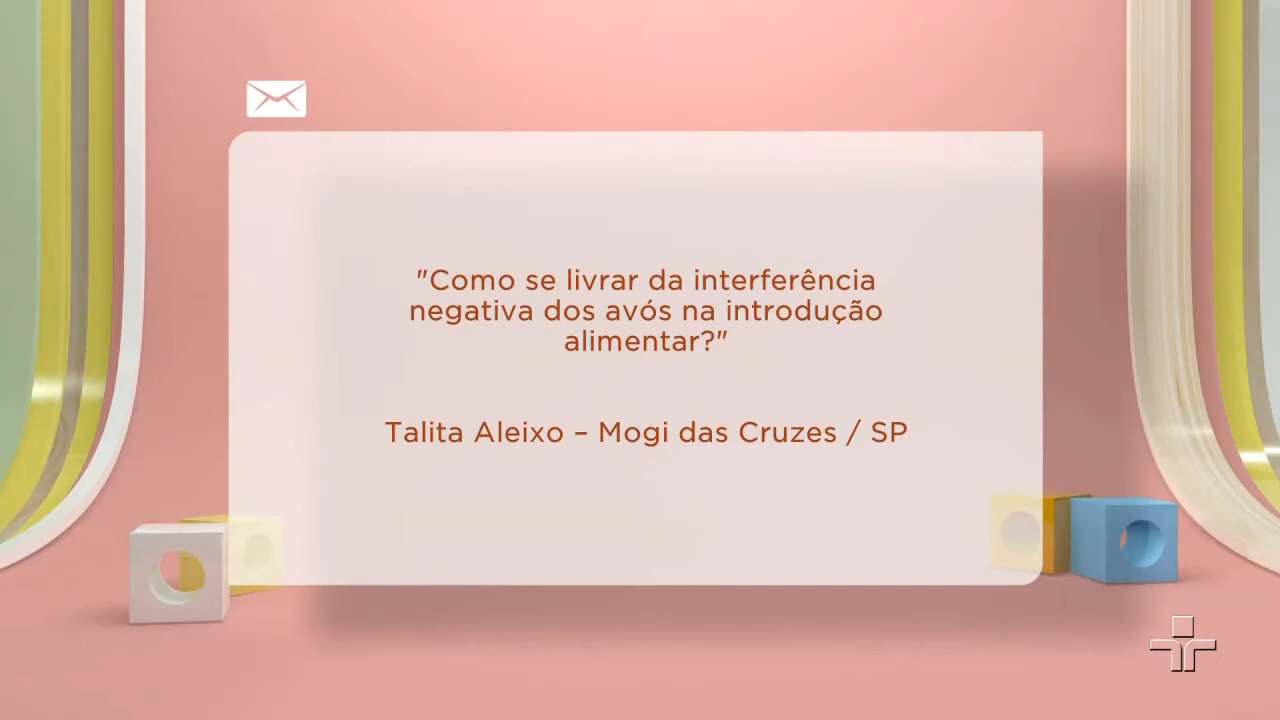 "Como se livrar da interferência
negativa dos avós na introdução
alimentar?"
Talita Aleixo – Mogi das Cruzes / SP